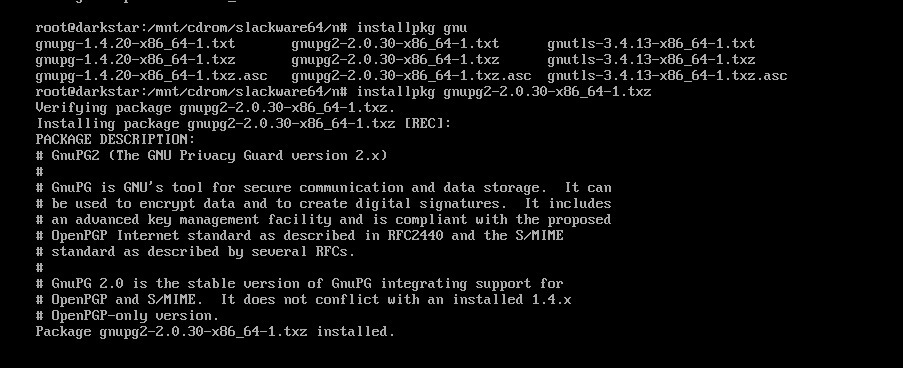 root@darkstar:/mnt/cdrom/slackware64/n# installpkg gnu
gnupg-1.4.20-x86_64-1.txt       gnupg2-2.0.30-x86_64-1.txt      gnutls-3.4.13-x86_64-1.txt
gnupg-1.4.20-x86_64-1.txz       gnupg2-2.0.30-x86_64-1.txz      gnutls-3.4.13-x86_64-1.txz
gnupg-1.4.20-x86_64-1.txz.asc   gnupg2-2.0.30-x86_64-1.txz.asc  gnutls-3.4.13-x86_64-1.txz.asc
root@darkstar:/mnt/cdrom/slackware64/n# installpkg gnupg2-2.0.30-x86_64-1.txz
Verifying package gnupg2-2.0.30-x86_64-1.txz.
Installing package gnupg2-2.0.30-x86_64-1.txz [REC]:
PACKAGE DESCRIPTION:
# GnuPG2 (The GNU Privacy Guard version 2.x)
#
# GnuPG is GNU's tool for secure communication and data storage.  It can
# be used to encrypt data and to create digital signatures.  It includes
# an advanced key management facility and is compliant with the proposed
# OpenPGP Internet standard as described in RFC2440 and the S/MIME
# standard as described by several RFCs.
#
# GnuPG 2.0 is the stable version of GnuPG integrating support for
# OpenPGP and S/MIME.  It does not conflict with an installed 1.4.x
# OpenPGP-only version.
Package gnupg2-2.0.30-x86_64-1.txz installed.